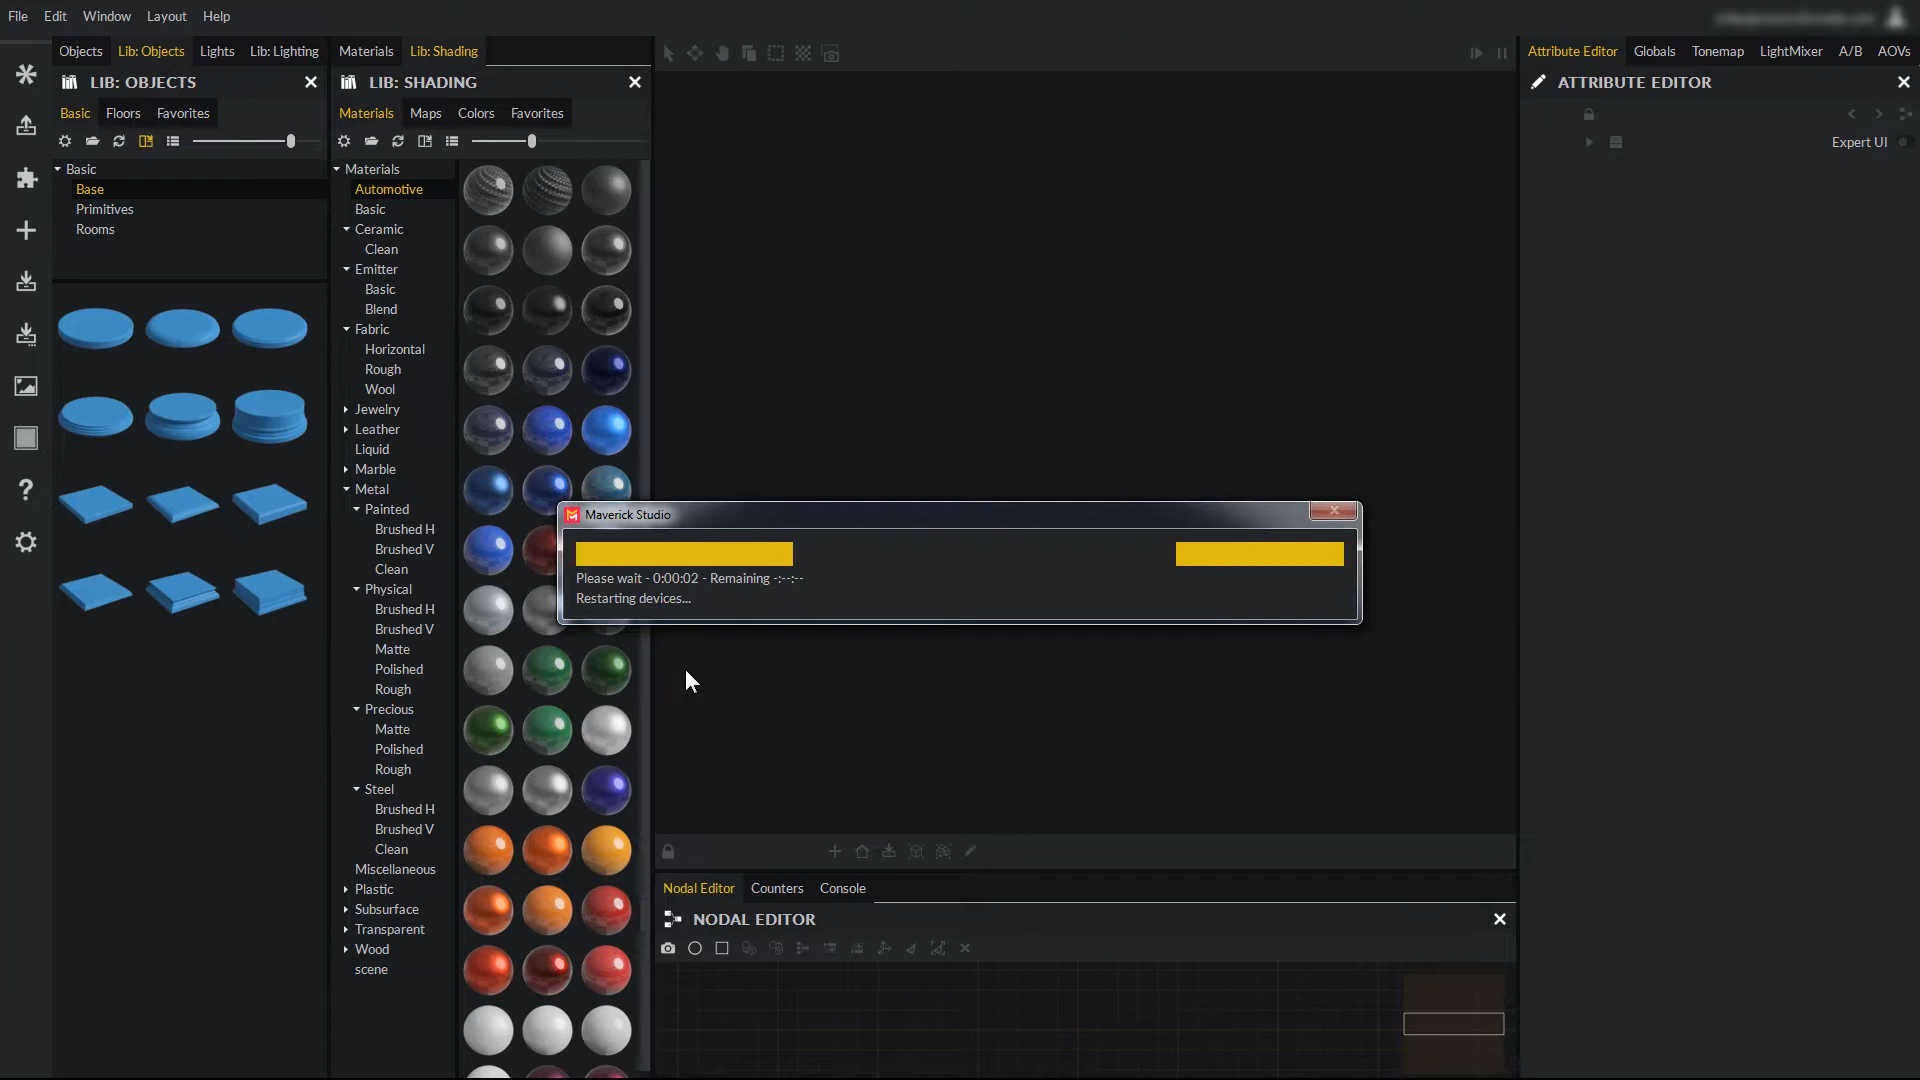 File Edit Window Layout Help
Objects Lib: Objects Lights Lib: Lighting
LIB: OBJECTS
Basic Floors Favorites
Basic
Base
Primitives
Rooms
Materials Lib: Shading
LIB: SHADING
Materials Maps Colors Favorites
Materials
Automotive
Basic
Ceramic
Clean
Emitter
Basic
Blend
Fabric
Horizontal
Rough
Wool
Jewelry
Leather
Liquid
Marble
Metal
Painted
Brushed H
Brushed V
Clean
Physical
Brushed H
Brushed V
Matte
Polished
Rough
Precious
Matte
Polished
Rough
Steel
Brushed H
Brushed V
Clean
Miscellaneous
Plastic
Subsurface
Transparent
Wood
scene
Maverick Studio
Please wait - 0:00:02 - Remaining -:--:--
Restarting devices...
Nodal Editor Counters Console
NODAL EDITOR
Attribute Editor Globals Tonemap LightMixer A/B AOVs
ATTRIBUTE EDITOR
Expert UI